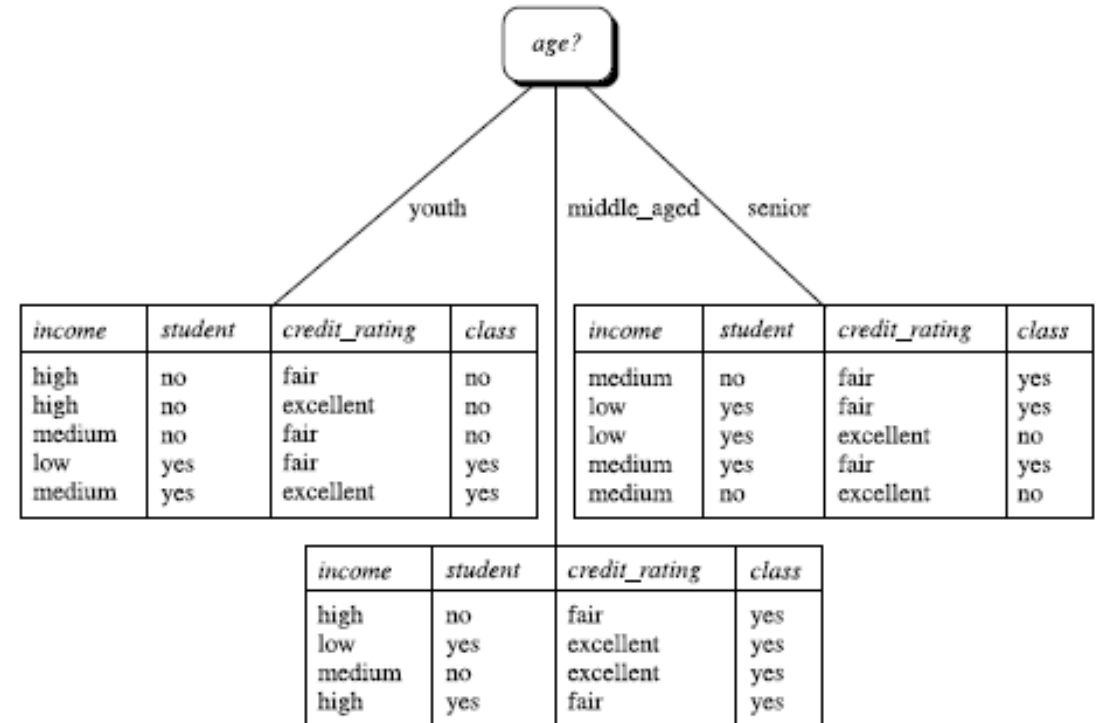 age?
youth
middle_aged
senior
income student credit_rating class
high no fair no
high no excellent no
medium no fair no
low yes fair yes
medium yes excellent yes
income student credit_rating class
medium no fair yes
low yes fair yes
low yes excellent no
medium yes fair yes
medium no excellent no
income student credit_rating class
high no fair yes
low yes excellent yes
medium no excellent yes
high yes fair yes